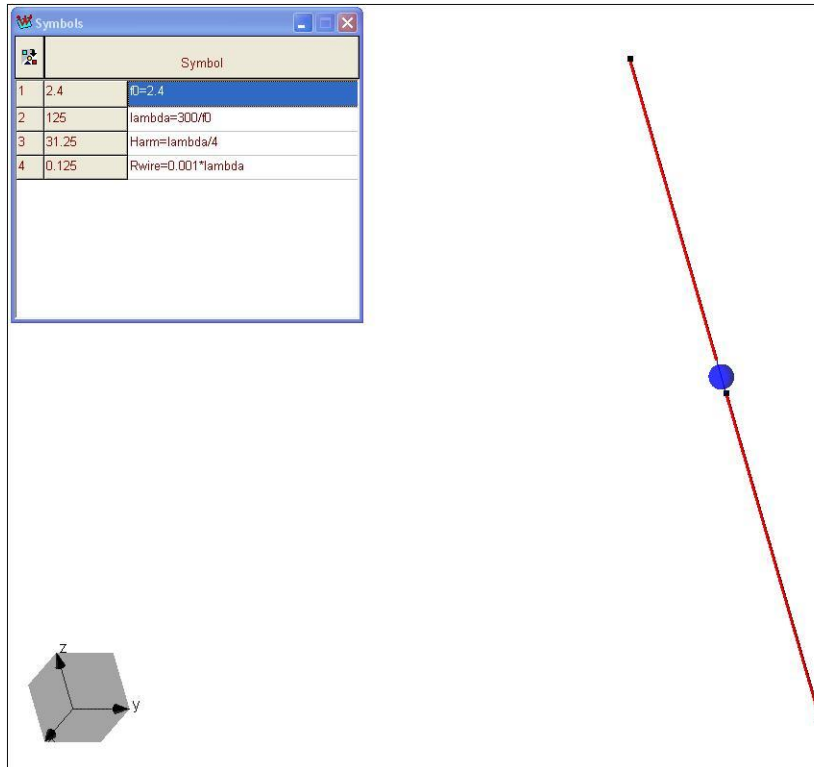 Symbols
Symbol
1 2.4 f0=2.4
2 125 lambda=300/f0
3 31.25 Harm=lambda/4
4 0.125 Rwire=0.001*lambda
z
y
x